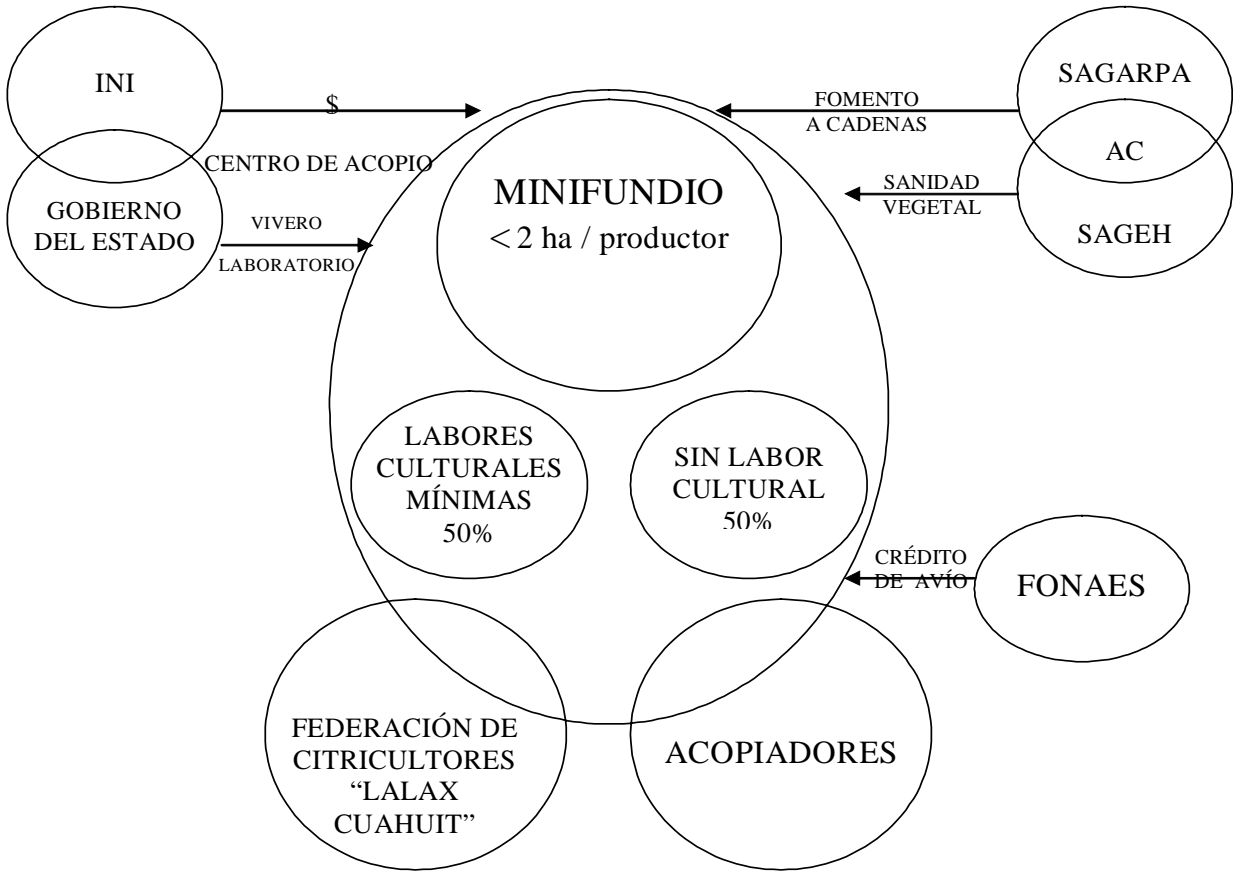 INI
$
CENTRO DE ACOPIO
GOBIERNO
DEL ESTADO
VIVERO
LABORATORIO
MINIFUNDIO
< 2 ha / productor
SAGARPA
AC
SAGEH
FOMENTO
A CADENAS
SANIDAD
VEGETAL
LABORES
CULTURALES
MÍNIMAS
50%
SIN LABOR
CULTURAL
50%
CRÉDITO
DE AVÍO
FONAES
FEDERACIÓN DE
CITRICULTORES
“LALAX
CUAHUIT”
ACOPIADORES